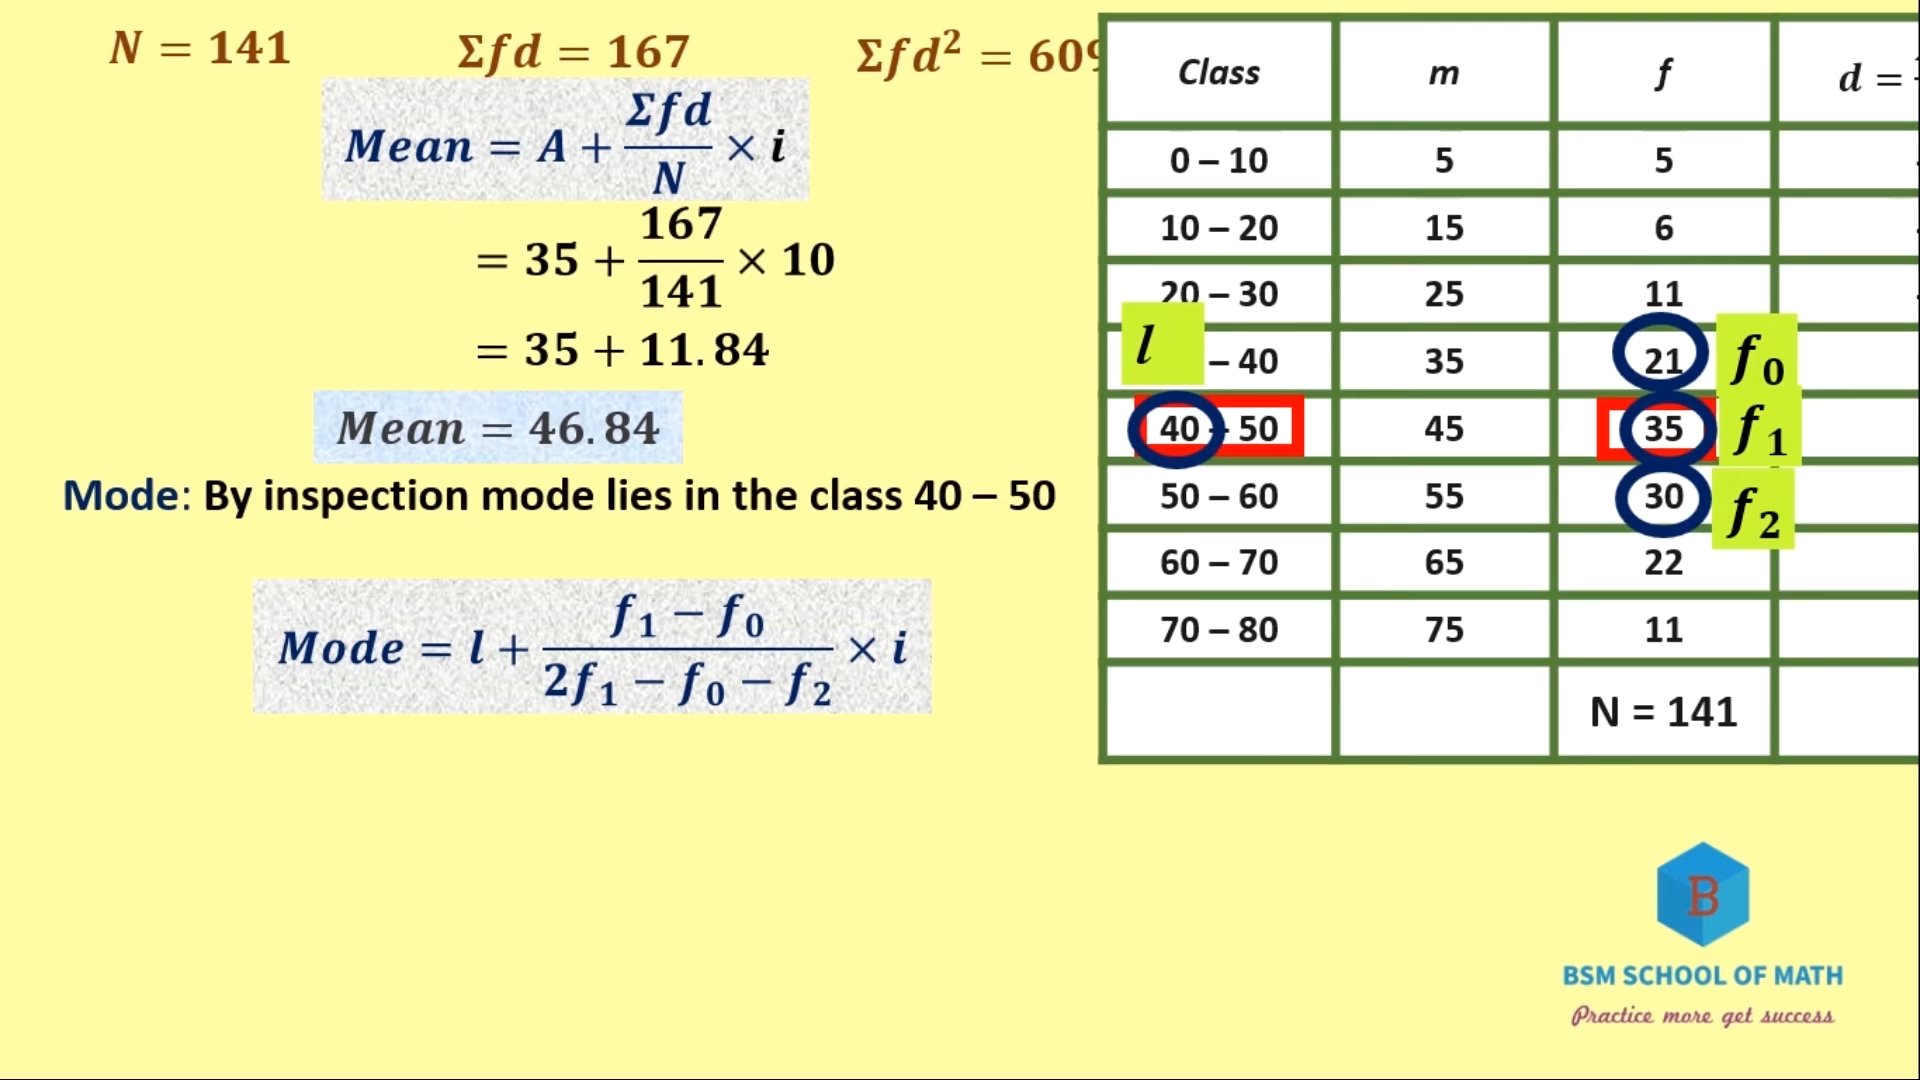 N = 141 Σfd = 167 Σfd² = 609
Mean = A + Σfd/N × i
= 35 + 167/141 × 10
= 35 + 11.84
Mean = 46.84
Mode: By inspection mode lies in the class 40 – 50
Mode = l + (f₁ − f₀)/(2f₁ − f₀ − f₂) × i
Class m f d =
0 – 10 5 5
10 – 20 15 6
20 – 30 25 11
l – 40 35 21 f₀
40 – 50 45 35 f₁
50 – 60 55 30 f₂
60 – 70 65 22
70 – 80 75 11
N = 141
B
BSM SCHOOL OF MATH
Practice more get success